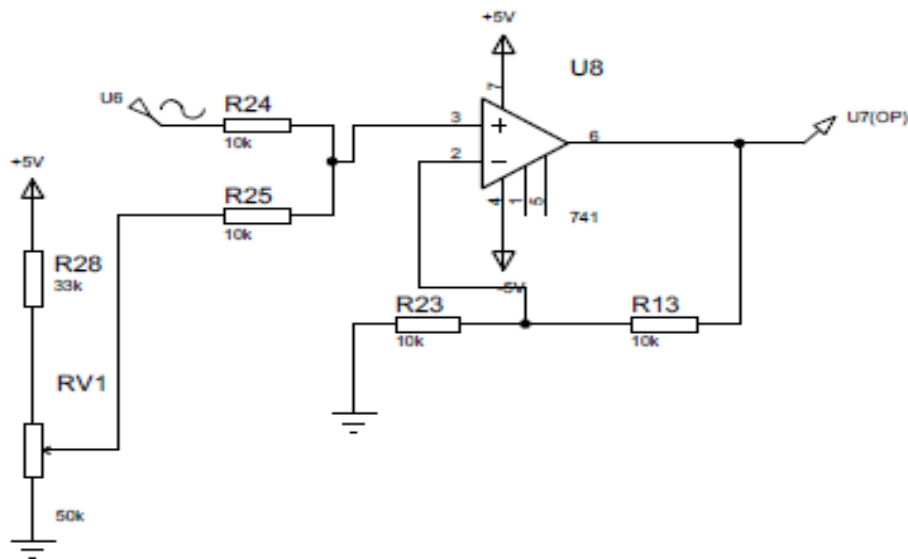 +5V
U8
7
U6
R24
10k
3
6
U7(OP)
2
+5V
R25
10k
4
1
5
741
R28
33k
-5V
R23
10k
R13
10k
RV1
50k